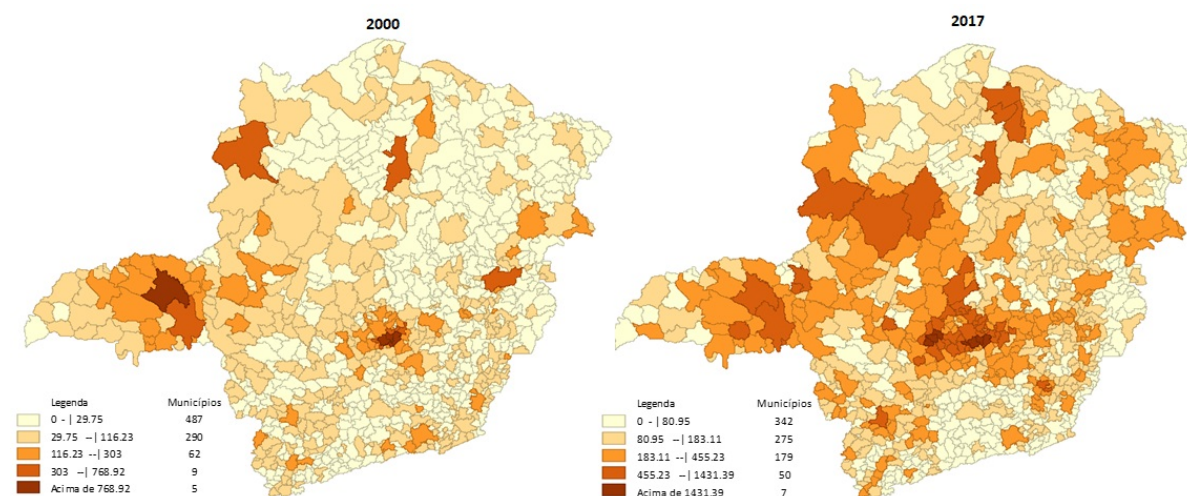 2000
Legenda Municípios
0 - | 29.75 487
29.75 --| 116.23 290
116.23 --| 303 62
303 --| 768.92 9
Acima de 768.92 5
2017
Legenda Municípios
0 - | 80.95 342
80.95 --| 183.11 275
183.11 --| 455.23 179
455.23 --| 1431.39 50
Acima de 1431.39 7